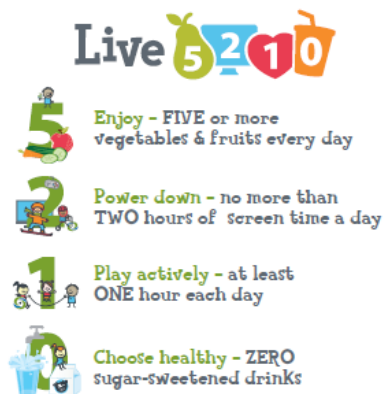 Live 5210
5
Enjoy - FIVE or more
vegetables & fruits every day
2
Power down - no more than
TWO hours of screen time a day
1
Play actively - at least
ONE hour each day
0
Choose healthy - ZERO
sugar-sweetened drinks